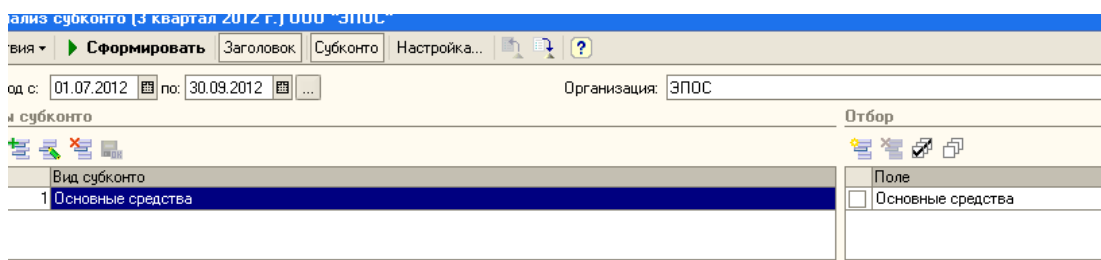 ализ субконто (3 квартал 2012 г.) ООО "ЭПОС"
твия Сформировать Заголовок Субконто Настройка... ?
од с: 01.07.2012 по: 30.09.2012 ... Организация: ЭПОС
ы субконто Отбор
Вид субконто Поле
1 Основные средства Основные средства